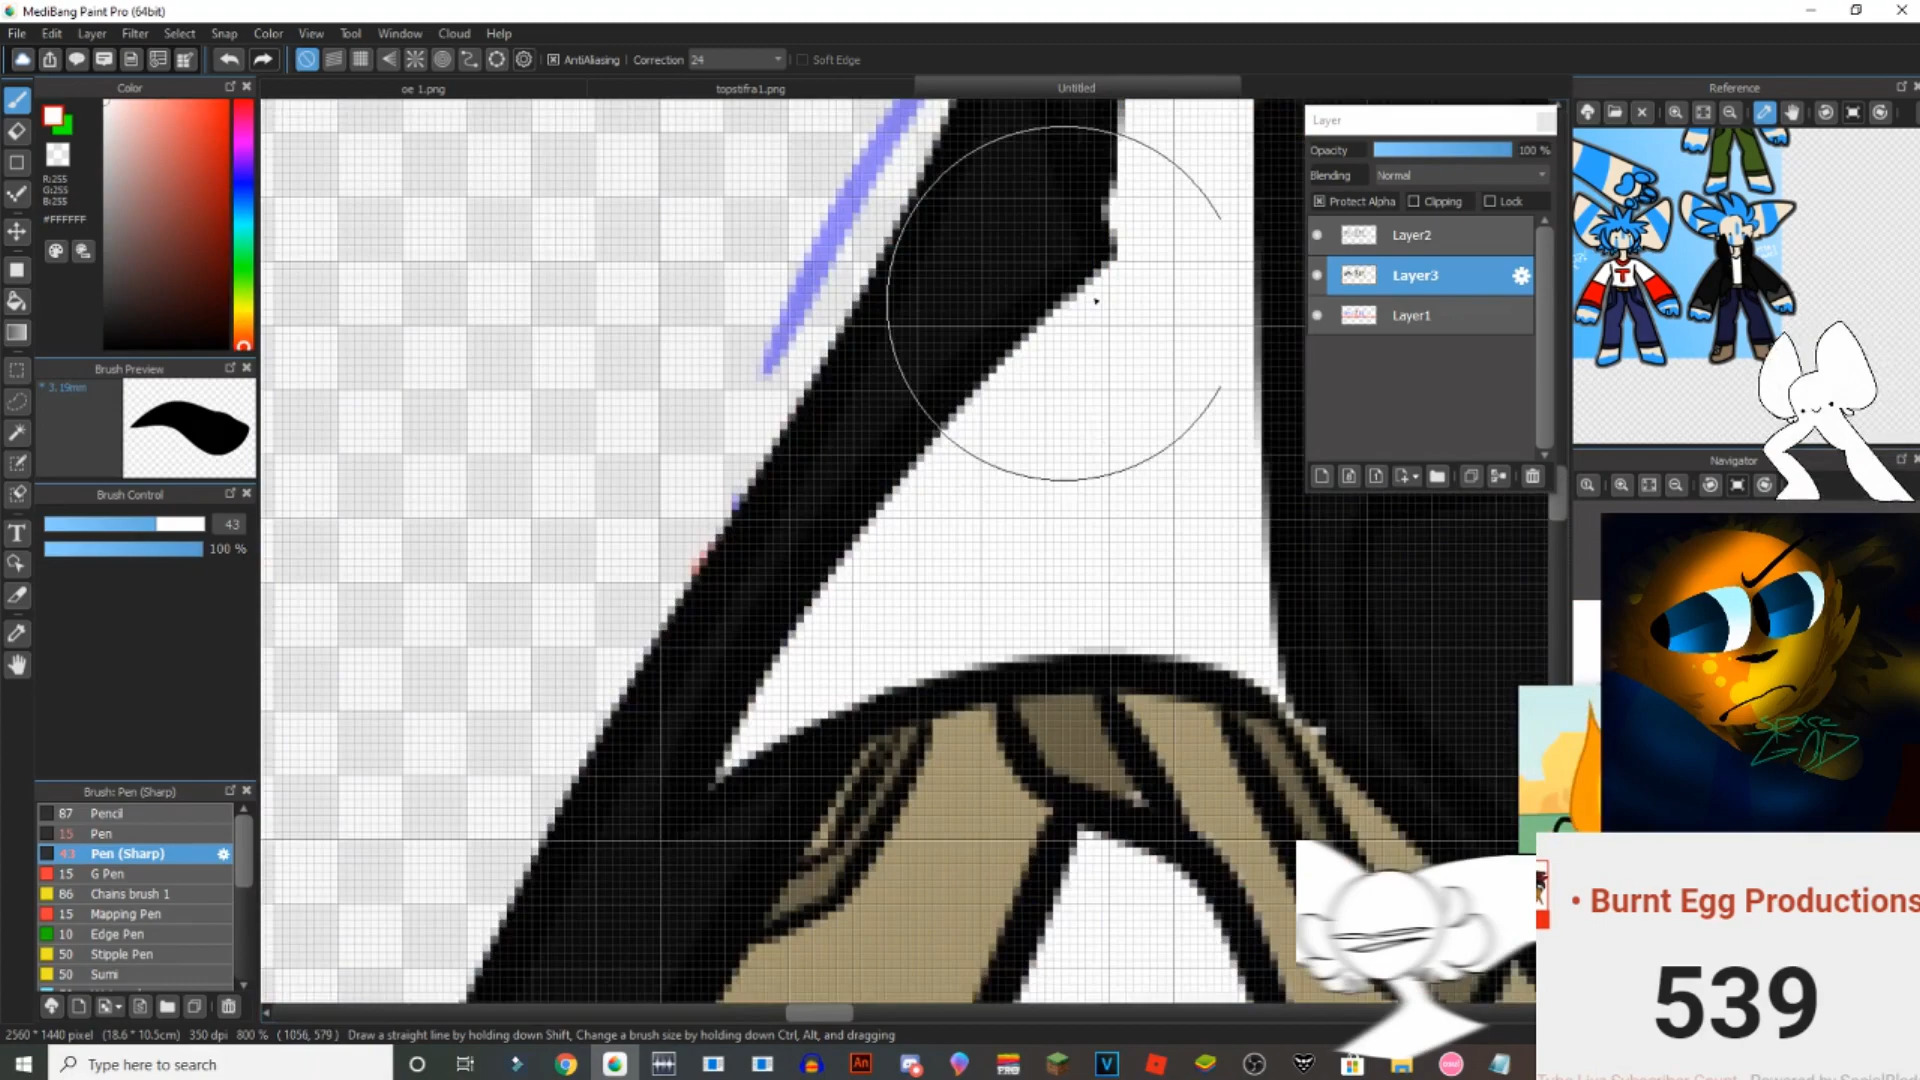 MediBang Paint Pro (64bit)
File Edit Layer Filter Select Snap Color View Tool Window Cloud Help
AntiAliasing Correction 24 Soft Edge
Color
oe 1.png
topstifra1.png
Untitled
Reference
Layer
Opacity 100 %
Blending Normal
Protect Alpha Clipping Lock
Layer2
Layer3
Layer1
R:255
G:255
B:255
#FFFFFF
Brush Preview
* 3.19mm
T
Navigator
Brush Control
43
100 %
SPACE
GOD
Brush: Pen (Sharp)
87 Pencil
15 Pen
43 Pen (Sharp)
15 G Pen
86 Chains brush 1
15 Mapping Pen
10 Edge Pen
50 Stipple Pen
50 Sumi
• Burnt Egg Productions
539
2560 * 1440 pixel (18.6 * 10.5cm) 350 dpi 800 % ( 1056, 579 ) Draw a straight line by holding down Shift, Change a brush size by holding down Ctrl, Alt, and dragging
Type here to search